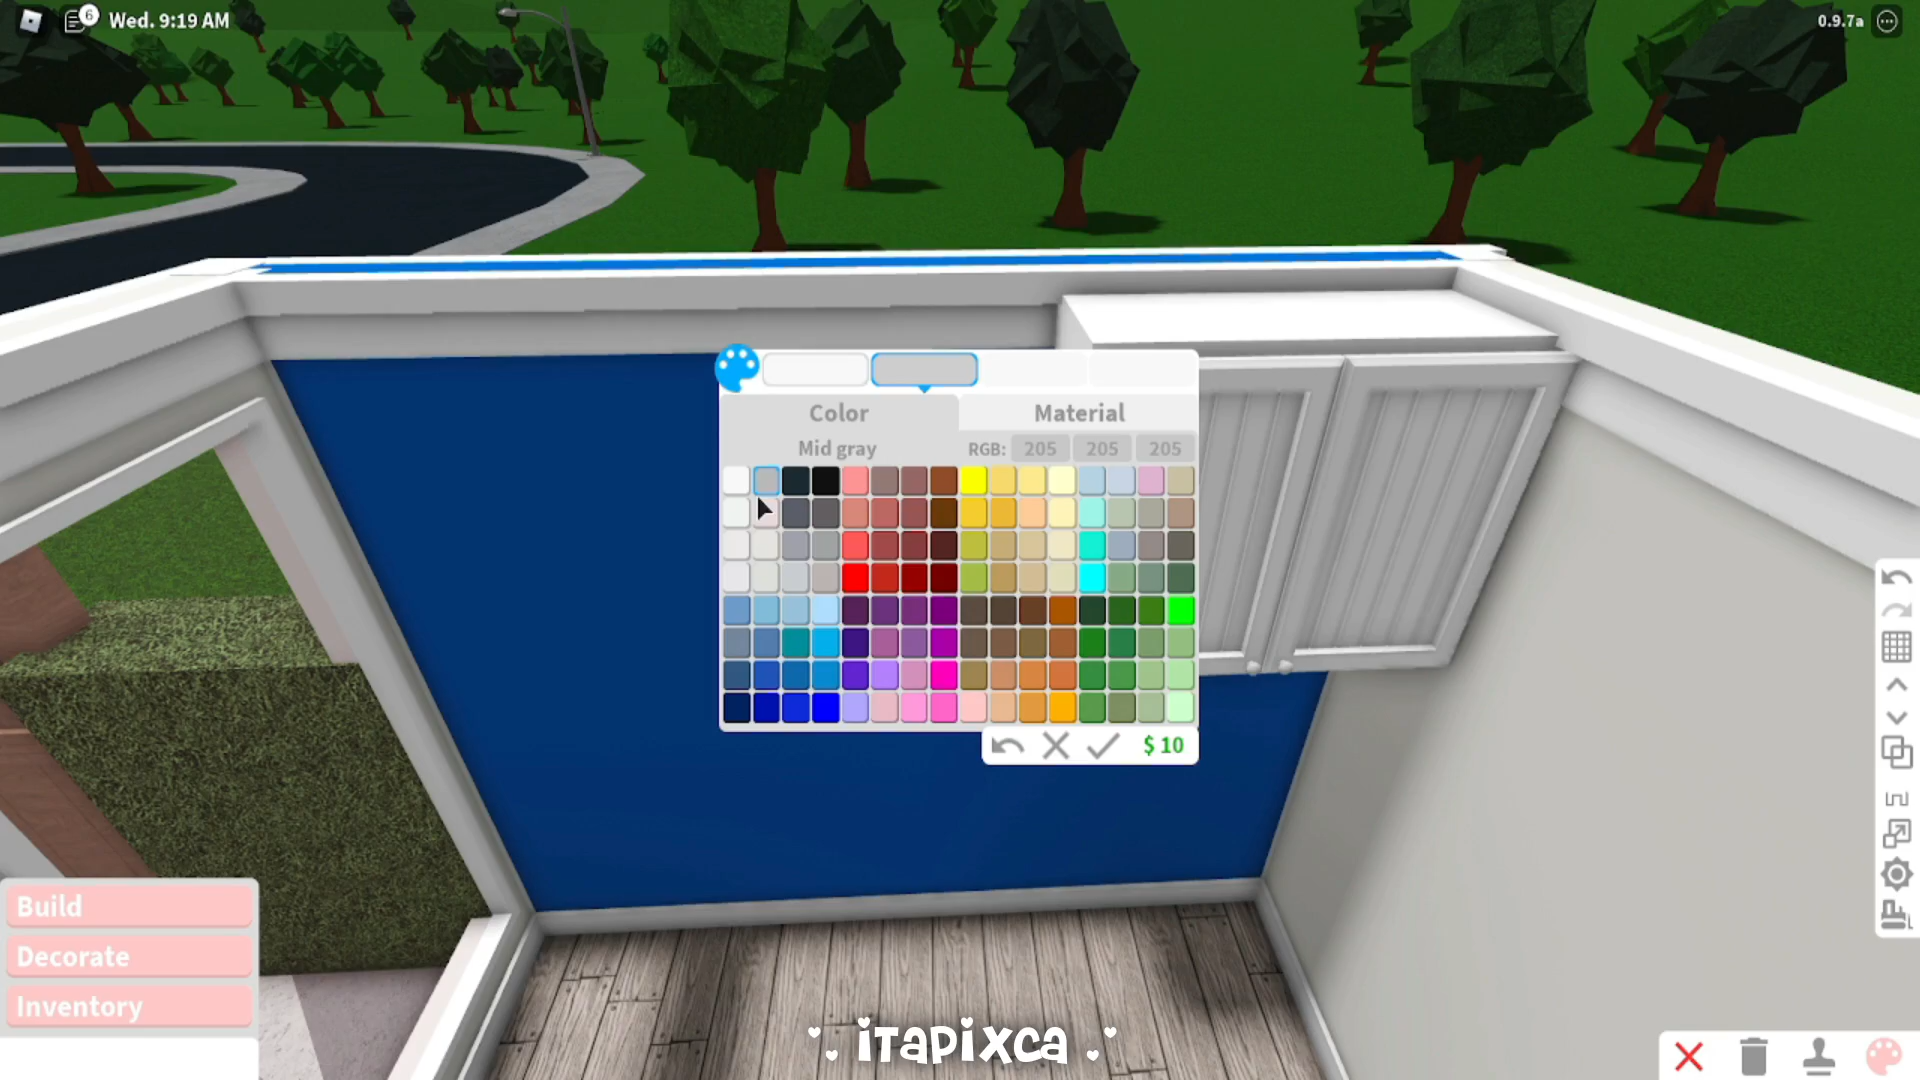 6
Wed. 9:19 AM
0.9.7a
Color
Material
Mid gray
RGB: 205 205 205
$ 10
Build
Decorate
Inventory
iTAPiXCA